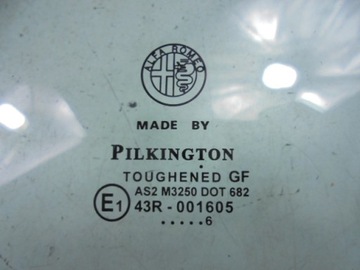 ALFA ROMEO
MADE BY
PILKINGTON
TOUGHENED GF
AS2 M3250 DOT 682
E1 43R - 001605
.....6